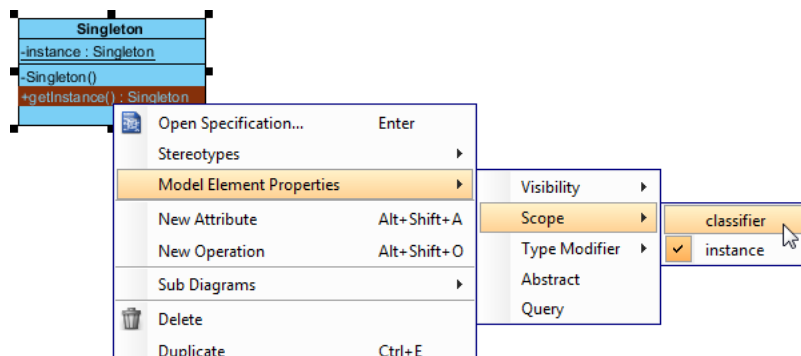 Singleton
-instance : Singleton
-Singleton()
+getInstance() : Singleton
Open Specification... Enter
Stereotypes
Model Element Properties
New Attribute Alt+Shift+A
New Operation Alt+Shift+O
Sub Diagrams
Delete
Duplicate Ctrl+E
Visibility
Scope
Type Modifier
Abstract
Query
classifier
instance